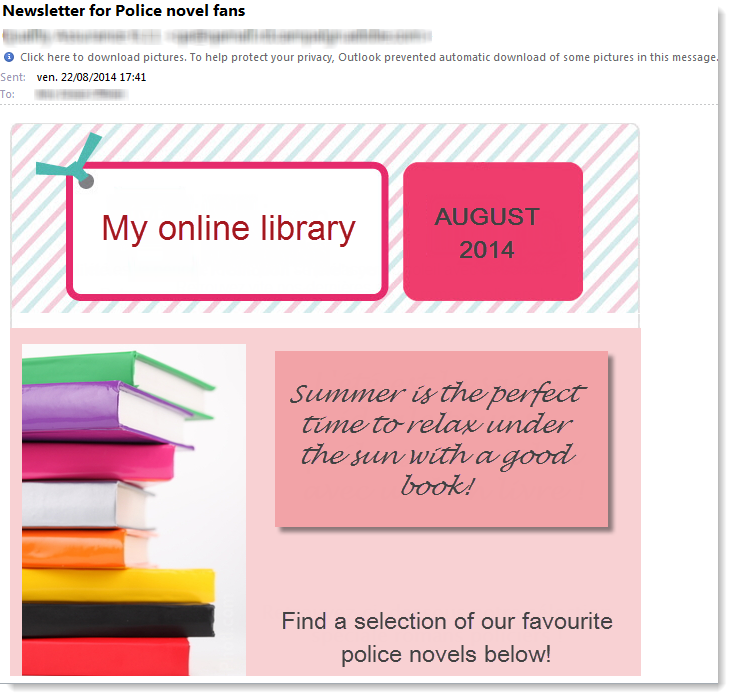 Newsletter for Police novel fans
Click here to download pictures. To help protect your privacy, Outlook prevented automatic download of some pictures in this message.
Sent: ven. 22/08/2014 17:41
To:
My online library
AUGUST
2014
Summer is the perfect
time to relax under
the sun with a good
book!
Find a selection of our favourite
police novels below!